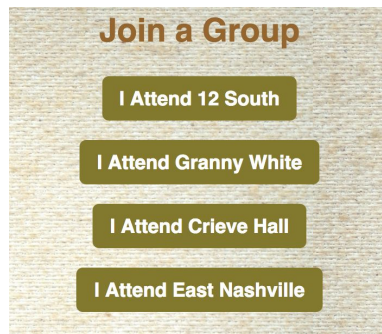 Join a Group
I Attend 12 South
I Attend Granny White
I Attend Crieve Hall
I Attend East Nashville